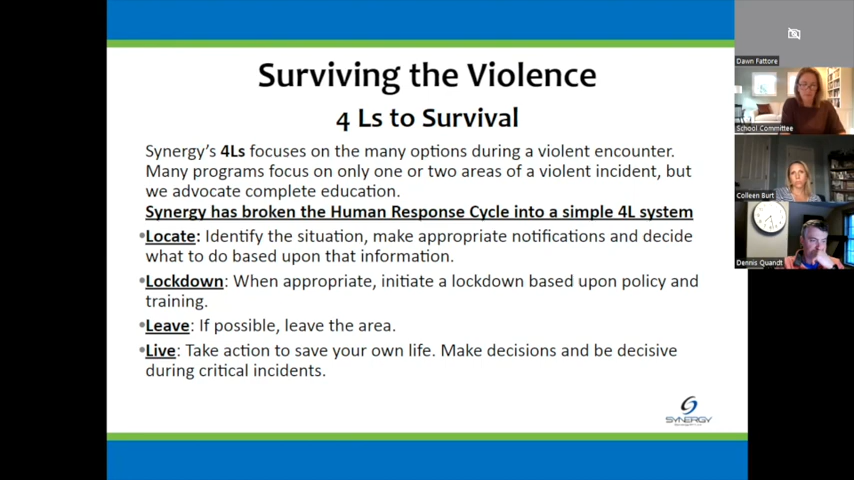 Surviving the Violence
4 Ls to Survival
Synergy's 4Ls focuses on the many options during a violent encounter.
Many programs focus on only one or two areas of a violent incident, but
we advocate complete education.
Synergy has broken the Human Response Cycle into a simple 4L system
•Locate: Identify the situation, make appropriate notifications and decide
what to do based upon that information.
•Lockdown: When appropriate, initiate a lockdown based upon policy and
training.
•Leave: If possible, leave the area.
•Live: Take action to save your own life. Make decisions and be decisive
during critical incidents.
SYNERGY
Dawn Fattore
School Committee
Colleen Burt
Dennis Quandt